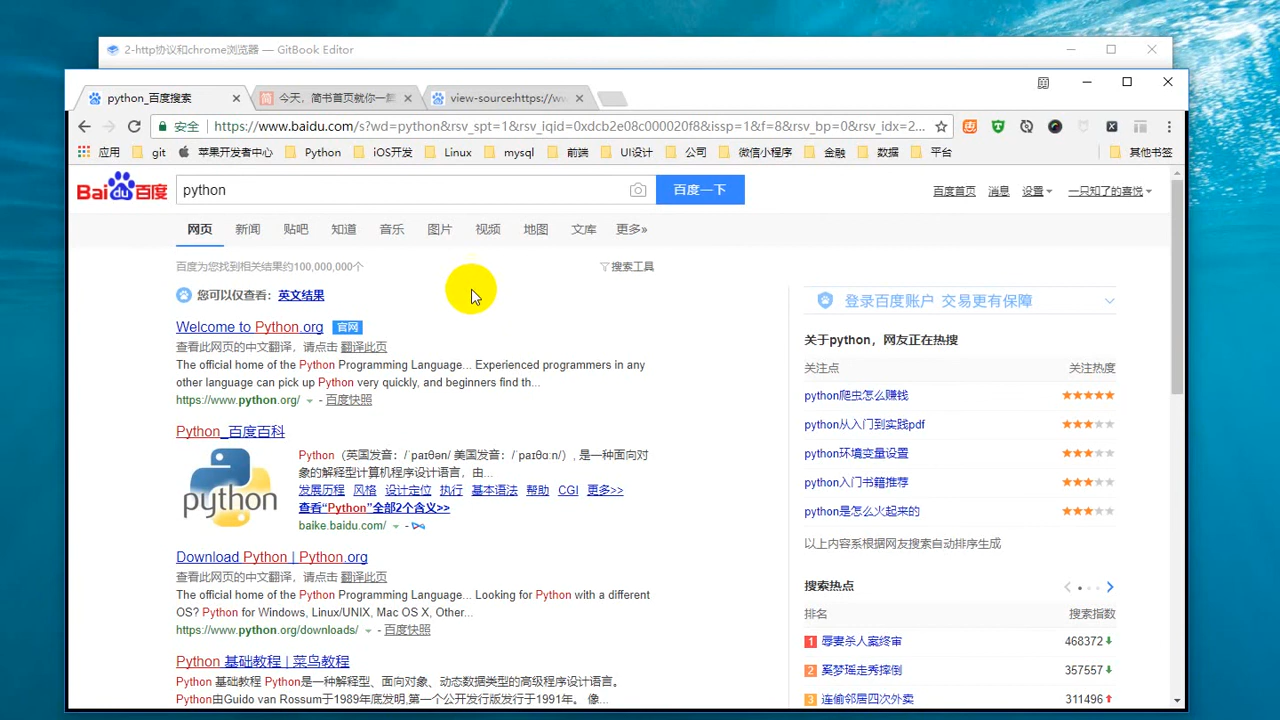 2-http协议和chrome浏览器 — GitBook Editor
python_百度搜索
今天，简书首页就你一
view-source:https://ww
安全 https://www.baidu.com/s?wd=python&rsv_spt=1&rsv_iqid=0xdcb2e08c000020f8&issp=1&f=8&rsv_bp=0&rsv_idx=2...
应用 git 苹果开发者中心 Python iOS开发 Linux mysql 前端 UI设计 公司 微信小程序 金融 数据 平台 其他书签
Bai du 百度 python 百度一下 百度首页 消息 设置 一只知了的喜悦
网页 新闻 贴吧 知道 音乐 图片 视频 地图 文库 更多»
百度为您找到相关结果约100,000,000个 搜索工具
您可以仅查看：英文结果
Welcome to Python.org 官网
查看此网页的中文翻译，请点击 翻译此页
The official home of the Python Programming Language... Experienced programmers in any
other language can pick up Python very quickly, and beginners find th...
https://www.python.org/ - 百度快照
Python_百度百科
python
Python（英国发音：/ˈpaɪθən/ 美国发音：/ˈpaɪθɑːn/）, 是一种面向对
象的解释型计算机程序设计语言，由...
发展历程 风格 设计定位 执行 基本语法 帮助 CGI 更多>>
查看“Python”全部2个含义>>
baike.baidu.com/ -
Download Python | Python.org
查看此网页的中文翻译，请点击 翻译此页
The official home of the Python Programming Language... Looking for Python with a different
OS? Python for Windows, Linux/UNIX, Mac OS X, Other...
https://www.python.org/downloads/ - 百度快照
Python 基础教程 | 菜鸟教程
Python 基础教程 Python是一种解释型、面向对象、动态数据类型的高级程序设计语言。
Python由Guido van Rossum于1989年底发明,第一个公开发行版发行于1991年。 像...
登录百度账户 交易更有保障
关于python，网友正在热搜
关注点 关注热度
python爬虫怎么赚钱
python从入门到实践pdf
python环境变量设置
python入门书籍推荐
python是怎么火起来的
以上内容系根据网友搜索自动排序生成
搜索热点
排名 搜索指数
1 辱妻杀人案终审 468372
2 奚梦瑶走秀摔倒 357557
3 连偷邻居四次外卖 311496